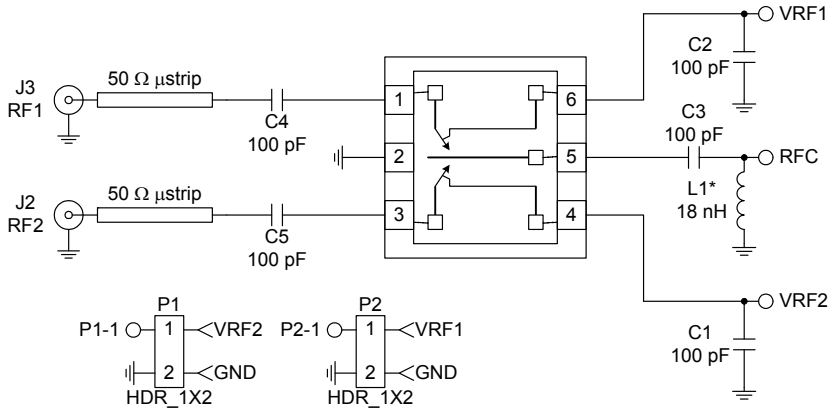 VRF1
C2
100 pF
J3
RF1
50 Ω µstrip
C4
100 pF
1
6
C3
100 pF
2
5
RFC
L1*
18 nH
J2
RF2
50 Ω µstrip
C5
100 pF
3
4
VRF2
C1
100 pF
P1
P1-1
1
VRF2
2
GND
HDR_1X2
P2
P2-1
1
VRF1
2
GND
HDR_1X2